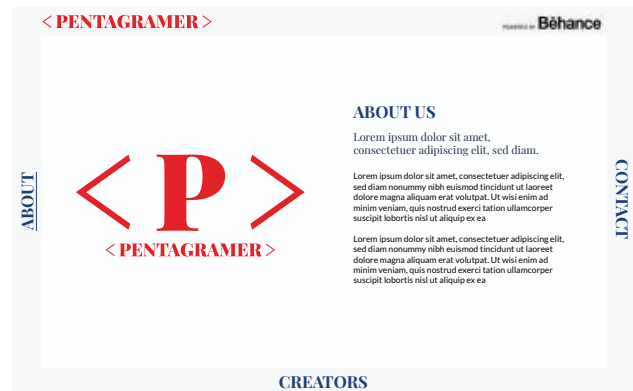 < PENTAGRAMER >
POWERED BY Bēhance
ABOUT US
Lorem ipsum dolor sit amet,
consectetuer adipiscing elit, sed diam.
Lorem ipsum dolor sit amet, consectetuer adipiscing elit,
sed diam nonummy nibh euismod tincidunt ut laoreet
dolore magna aliquam erat volutpat. Ut wisi enim ad
minim veniam, quis nostrud exerci tation ullamcorper
suscipit lobortis nisl ut aliquip ex ea
Lorem ipsum dolor sit amet, consectetuer adipiscing elit,
sed diam nonummy nibh euismod tincidunt ut laoreet
dolore magna aliquam erat volutpat. Ut wisi enim ad
minim veniam, quis nostrud exerci tation ullamcorper
suscipit lobortis nisl ut aliquip ex ea
< P >
< PENTAGRAMER >
ABOUT
CONTACT
CREATORS